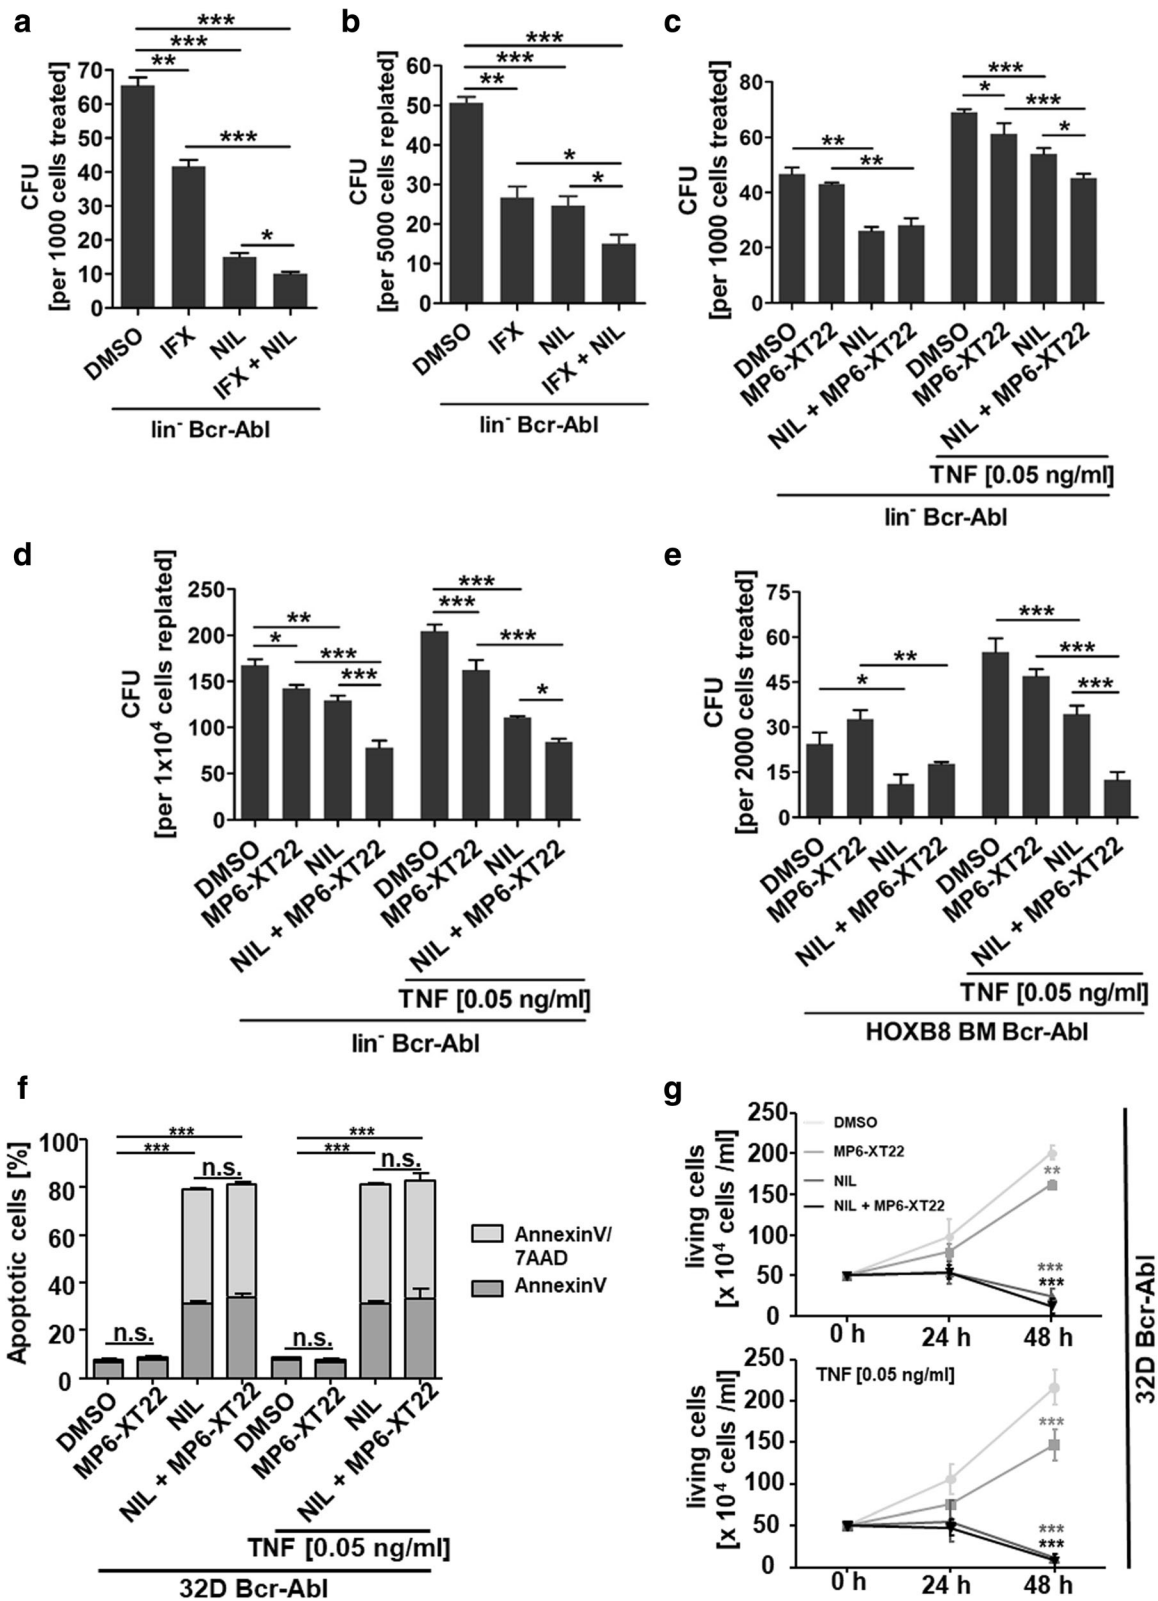 a
***
***
**
***
*
CFU
[per 1000 cells treated]
70
60
50
40
30
20
10
0
DMSO
IFX
NIL
IFX + NIL
lin⁻ Bcr-Abl
b
***
***
**
*
*
CFU
[per 5000 cells replated]
60
50
40
30
20
10
0
DMSO
IFX
NIL
IFX + NIL
lin⁻ Bcr-Abl
c
***
*
***
*
**
**
CFU
[per 1000 cells treated]
80
60
40
20
0
DMSO
MP6-XT22
NIL
NIL + MP6-XT22
DMSO
MP6-XT22
NIL
NIL + MP6-XT22
TNF [0.05 ng/ml]
lin⁻ Bcr-Abl
d
***
***
***
*
**
*
***
***
CFU
[per 1x10⁴ cells replated]
250
200
150
100
50
0
DMSO
MP6-XT22
NIL
NIL + MP6-XT22
DMSO
MP6-XT22
NIL
NIL + MP6-XT22
TNF [0.05 ng/ml]
lin⁻ Bcr-Abl
e
***
***
***
**
*
CFU
[per 2000 cells treated]
75
60
45
30
15
0
DMSO
MP6-XT22
NIL
NIL + MP6-XT22
DMSO
MP6-XT22
NIL
NIL + MP6-XT22
TNF [0.05 ng/ml]
HOXB8 BM Bcr-Abl
f
***
***
n.s.
n.s.
***
***
n.s.
n.s.
Apoptotic cells [%]
100
80
60
40
20
0
AnnexinV/
7AAD
AnnexinV
DMSO
MP6-XT22
NIL
NIL + MP6-XT22
DMSO
MP6-XT22
NIL
NIL + MP6-XT22
TNF [0.05 ng/ml]
32D Bcr-Abl
g
living cells
[x 10⁴ cells /ml]
250
200
150
100
50
0
DMSO
MP6-XT22
NIL
NIL + MP6-XT22
**
***
***
0 h
24 h
48 h
living cells
[x 10⁴ cells /ml]
250
200
150
100
50
0
TNF [0.05 ng/ml]
***
***
***
0 h
24 h
48 h
32D Bcr-Abl